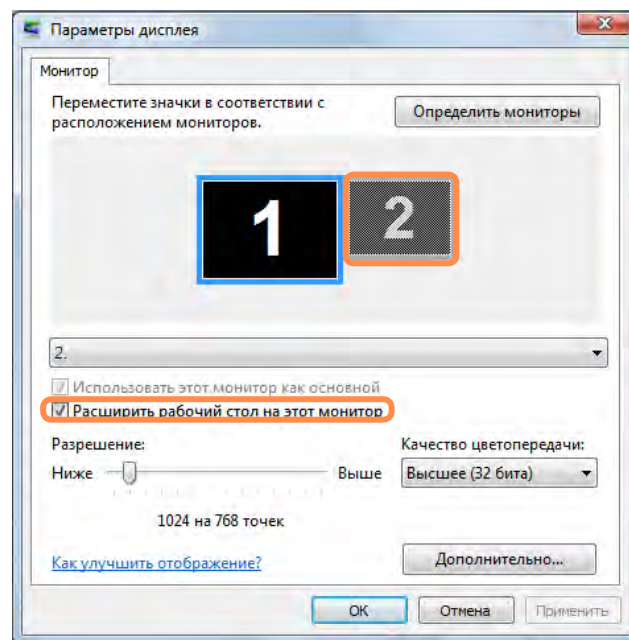 Параметры дисплея
Монитор
Переместите значки в соответствии с
расположением мониторов.
Определить мониторы
1
2
2.
Использовать этот монитор как основной
Расширить рабочий стол на этот монитор
Разрешение:
Качество цветопередачи:
Ниже
Выше
Высшее (32 бита)
1024 на 768 точек
Как улучшить отображение?
Дополнительно...
ОК
Отмена
Применить